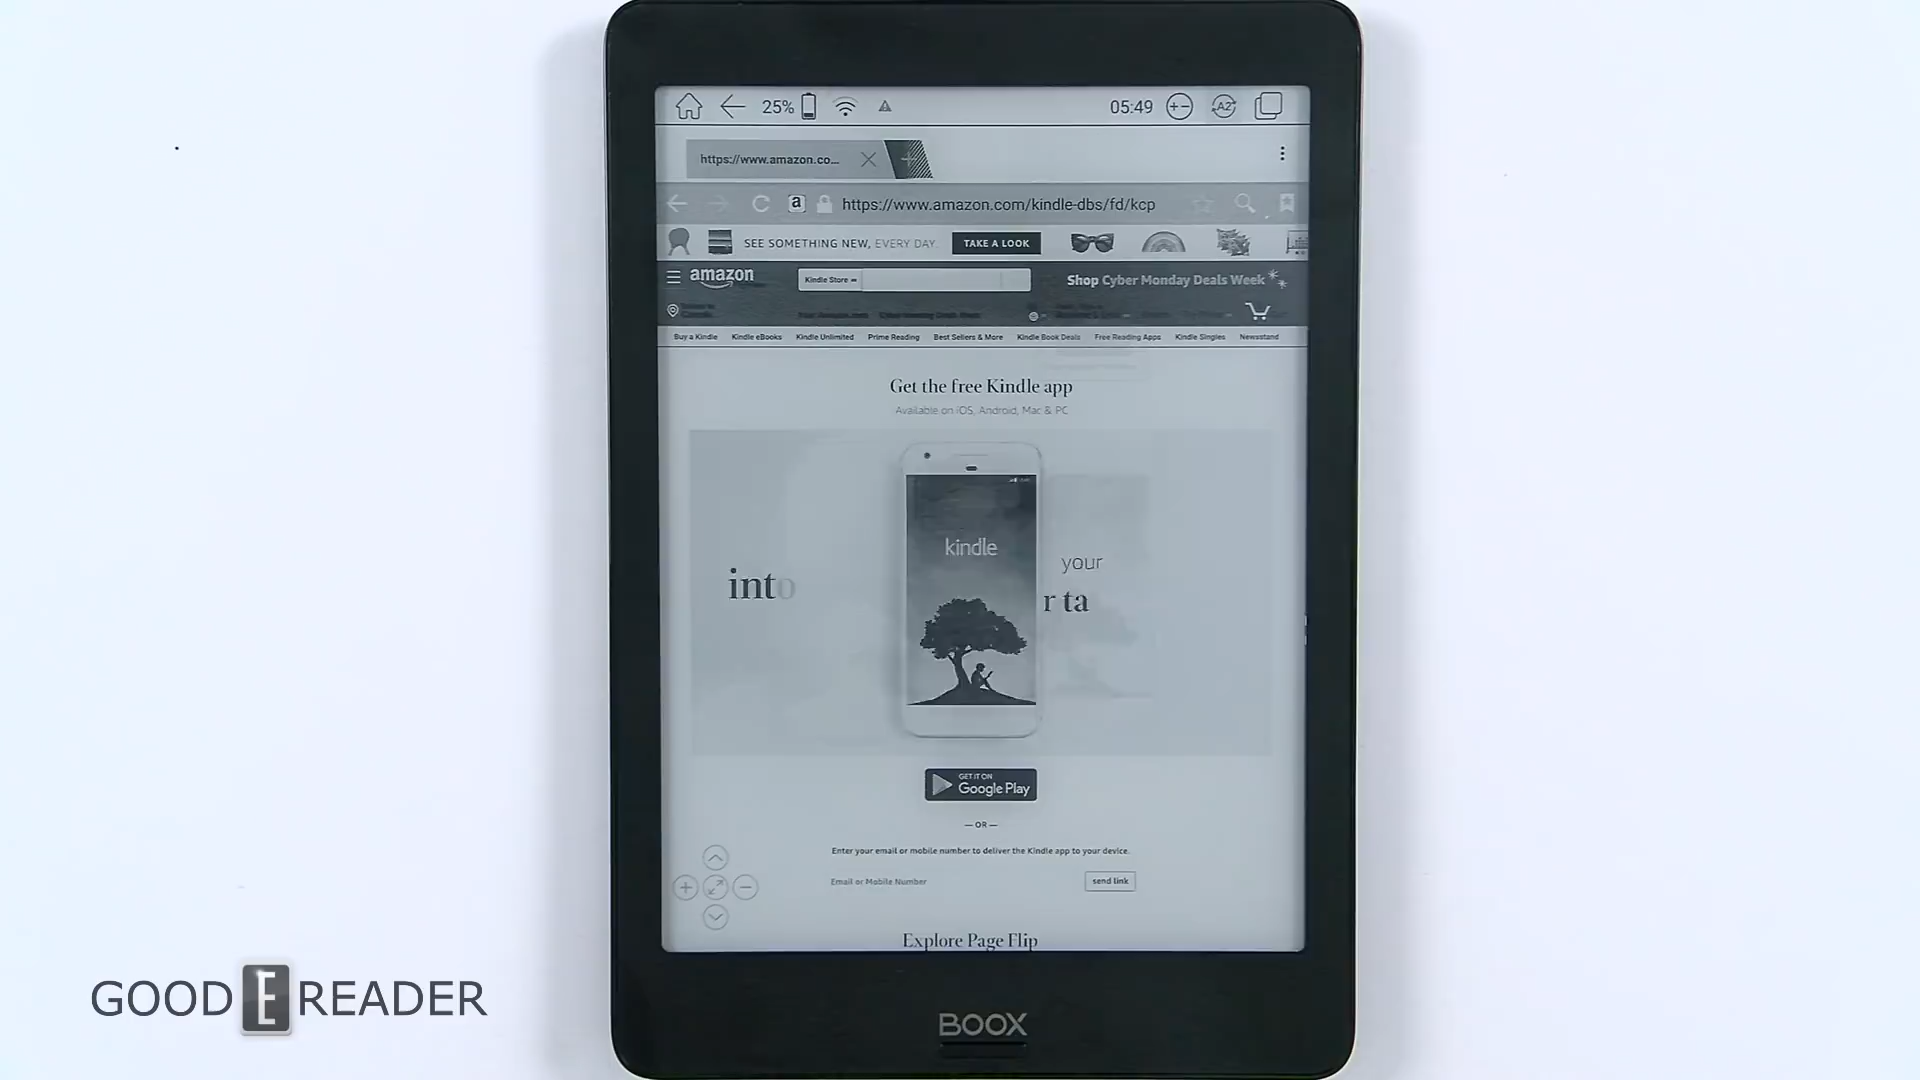 25%
05:49
A2
https://www.amazon.co...
https://www.amazon.com/kindle-dbs/fd/kcp
SEE SOMETHING NEW, EVERY DAY. TAKE A LOOK
amazon
Kindle Store
Shop Cyber Monday Deals Week
Buy a Kindle Kindle eBooks Kindle Unlimited Prime Reading Best Sellers & More Kindle Book Deals Free Reading Apps Kindle Singles Newsstand
Get the free Kindle app
Available on iOS, Android, Mac & PC
kindle
your
into
r ta
GET IT ON
Google Play
— OR —
Enter your email or mobile number to deliver the Kindle app to your device.
Email or Mobile Number send link
Explore Page Flip
GOOD E READER
BOOX